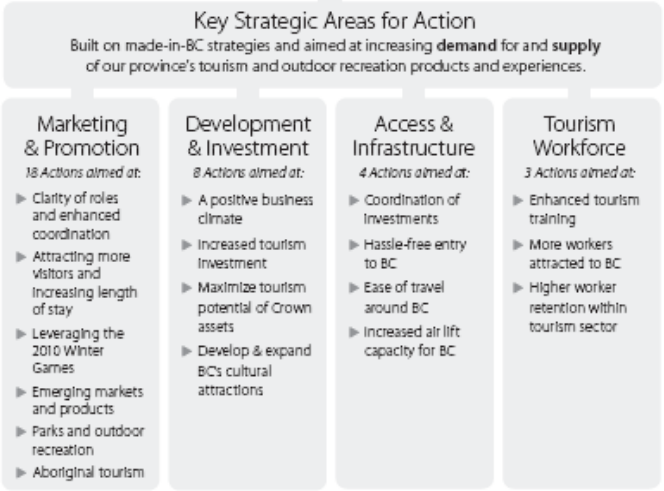 Key Strategic Areas for Action
Built on made-in-BC strategies and aimed at increasing demand for and supply
of our province's tourism and outdoor recreation products and experiences.
Marketing
& Promotion
18 Actions aimed at:
Clarity of roles
and enhanced
coordination
Attracting more
visitors and
increasing length
of stay
Leveraging the
2010 Winter
Games
Emerging markets
and products
Parks and outdoor
recreation
Aboriginal tourism
Development
& Investment
8 Actions aimed at:
A positive business
climate
Increased tourism
investment
Maximize tourism
potential of Crown
assets
Develop & expand
BC's cultural
attractions
Access &
Infrastructure
4 Actions aimed at:
Coordination of
investments
Hassle-free entry
to BC
Ease of travel
around BC
Increased air lift
capacity for BC
Tourism
Workforce
3 Actions aimed at:
Enhanced tourism
training
More workers
attracted to BC
Higher worker
retention within
tourism sector